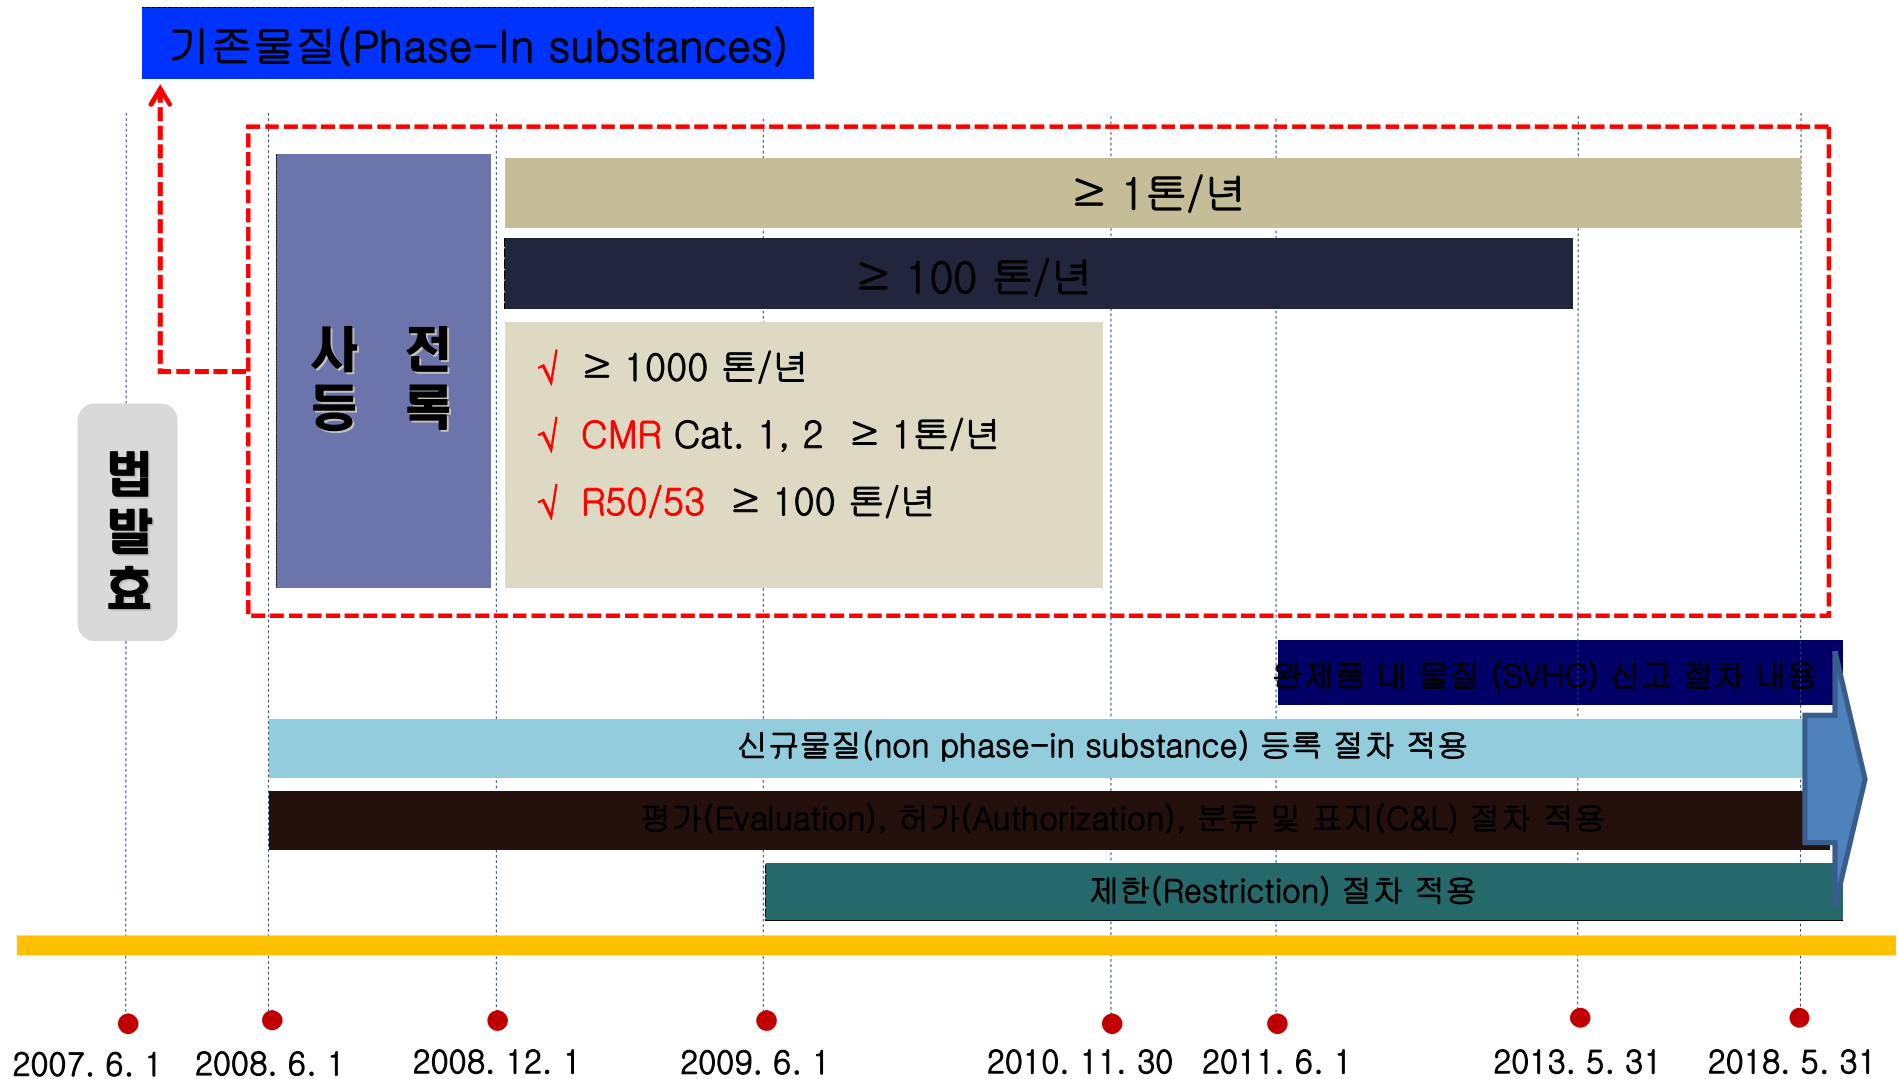 기존물질(Phase-In substances)
≥ 1톤/년
≥ 100 톤/년
사 전
등 록
√ ≥ 1000 톤/년
√ CMR Cat. 1, 2 ≥ 1톤/년
√ R50/53 ≥ 100 톤/년
법
발
효
완제품 내 물질 (SVHC) 신고 절차 내용
신규물질(non phase-in substance) 등록 절차 적용
평가(Evaluation), 허가(Authorization), 분류 및 표지(C&L) 절차 적용
제한(Restriction) 절차 적용
2007. 6. 1
2008. 6. 1
2008. 12. 1
2009. 6. 1
2010. 11. 30
2011. 6. 1
2013. 5. 31
2018. 5. 31